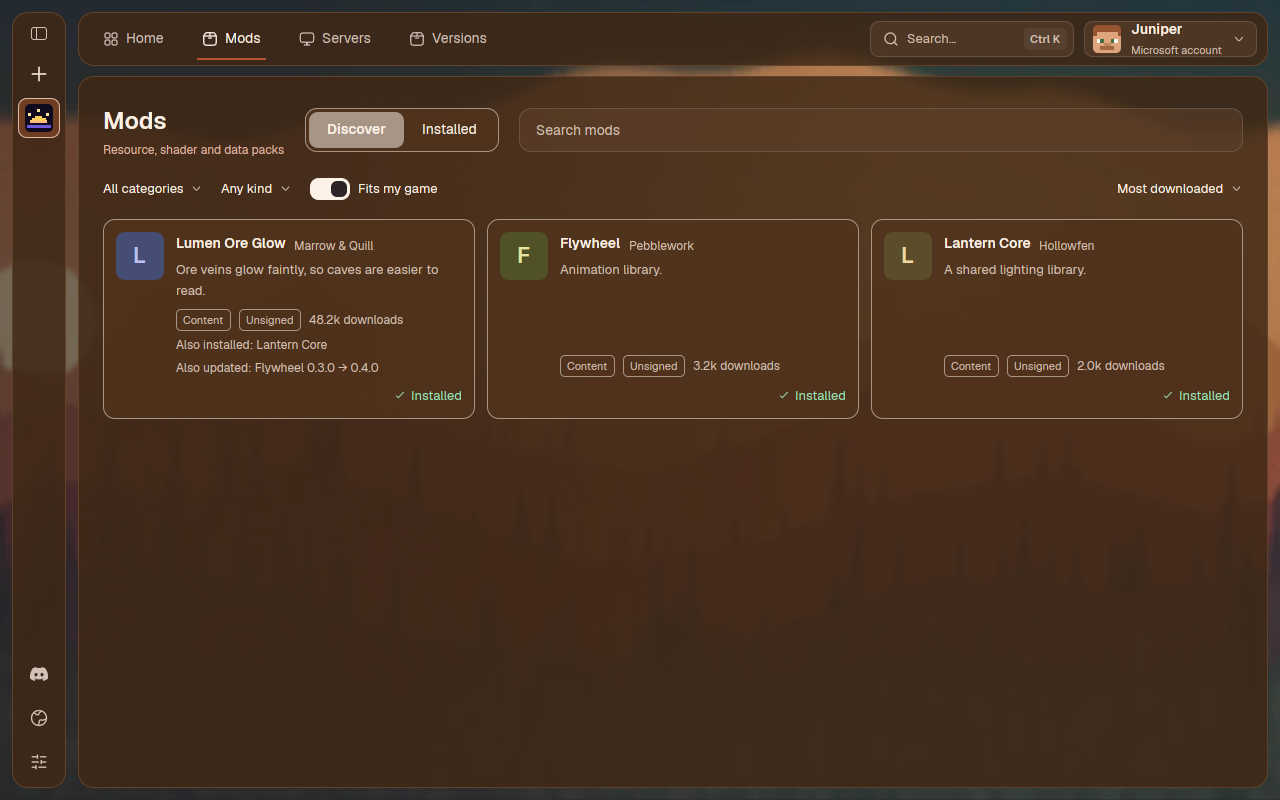 Home
Mods
Servers
Versions
Search...
Ctrl K
Juniper
Microsoft account
Mods
Resource, shader and data packs
Discover
Installed
Search mods
All categories
Any kind
Fits my game
Most downloaded
L
Lumen Ore Glow Marrow & Quill
Ore veins glow faintly, so caves are easier to
read.
Content Unsigned 48.2k downloads
Also installed: Lantern Core
Also updated: Flywheel 0.3.0 → 0.4.0
✓ Installed
F
Flywheel Pebblework
Animation library.
Content Unsigned 3.2k downloads
✓ Installed
L
Lantern Core Hollowfen
A shared lighting library.
Content Unsigned 2.0k downloads
✓ Installed